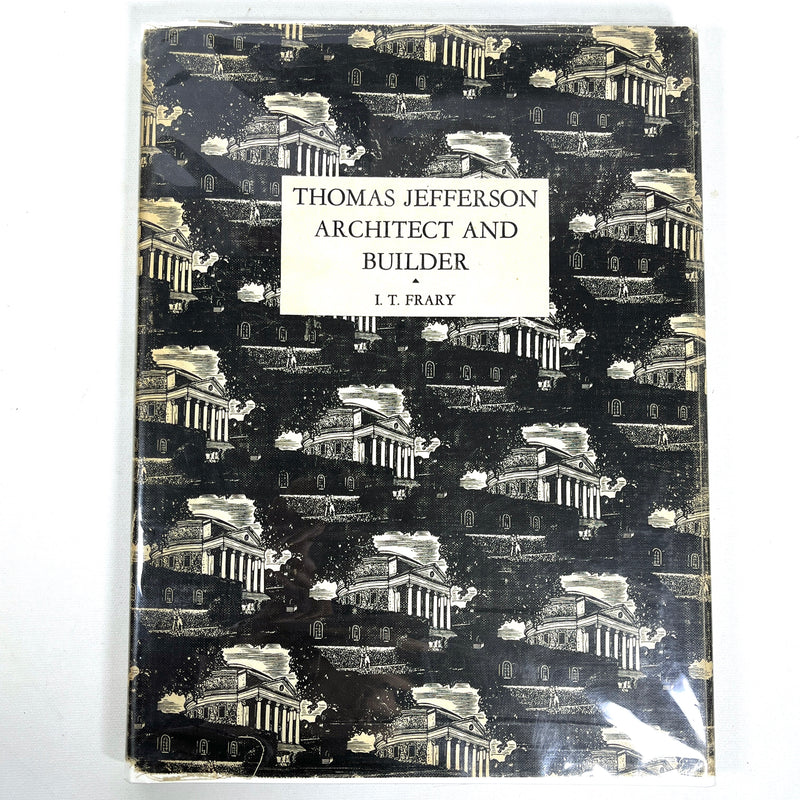 THOMAS JEFFERSON
ARCHITECT AND
BUILDER
I. T. FRARY